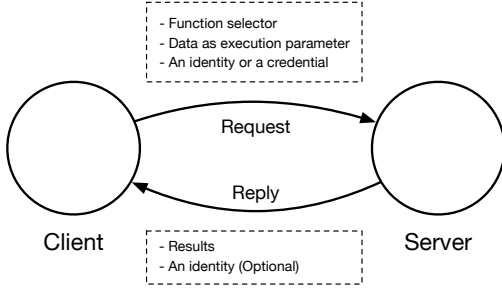 - Function selector
- Data as execution parameter
- An identity or a credential
Request
Reply
Client
Server
- Results
- An identity (Optional)